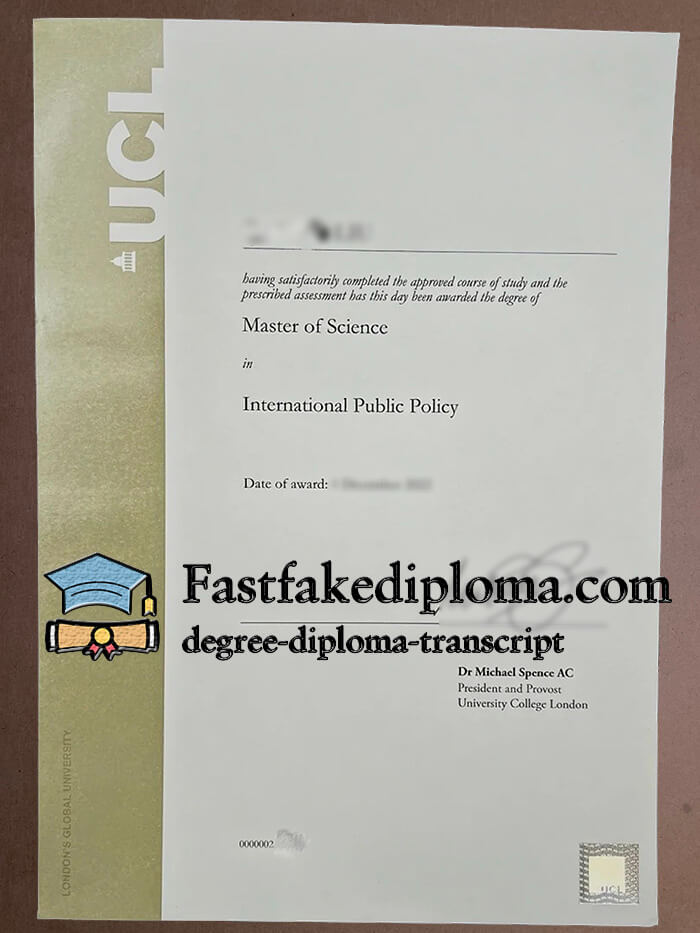 UCL
having satisfactorily completed the approved course of study and the
prescribed assessment has this day been awarded the degree of
Master of Science
in
International Public Policy
Date of award:
Fastfakediploma.com
degree-diploma-transcript
Dr Michael Spence AC
President and Provost
University College London
LONDON'S GLOBAL UNIVERSITY
0000002
UCL